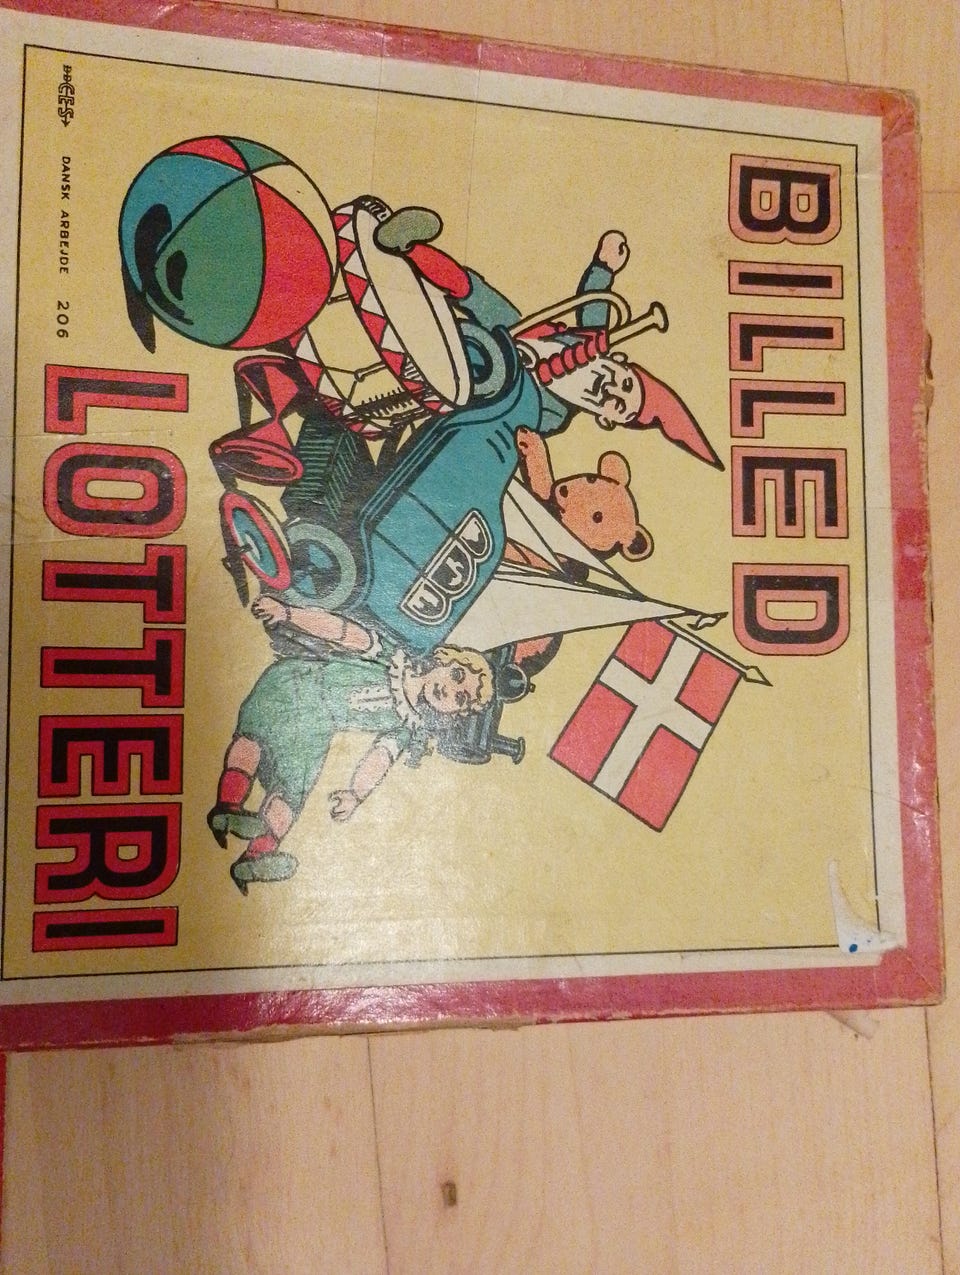 BILLED
LOTTERI
DANSK ARBEJDE 206